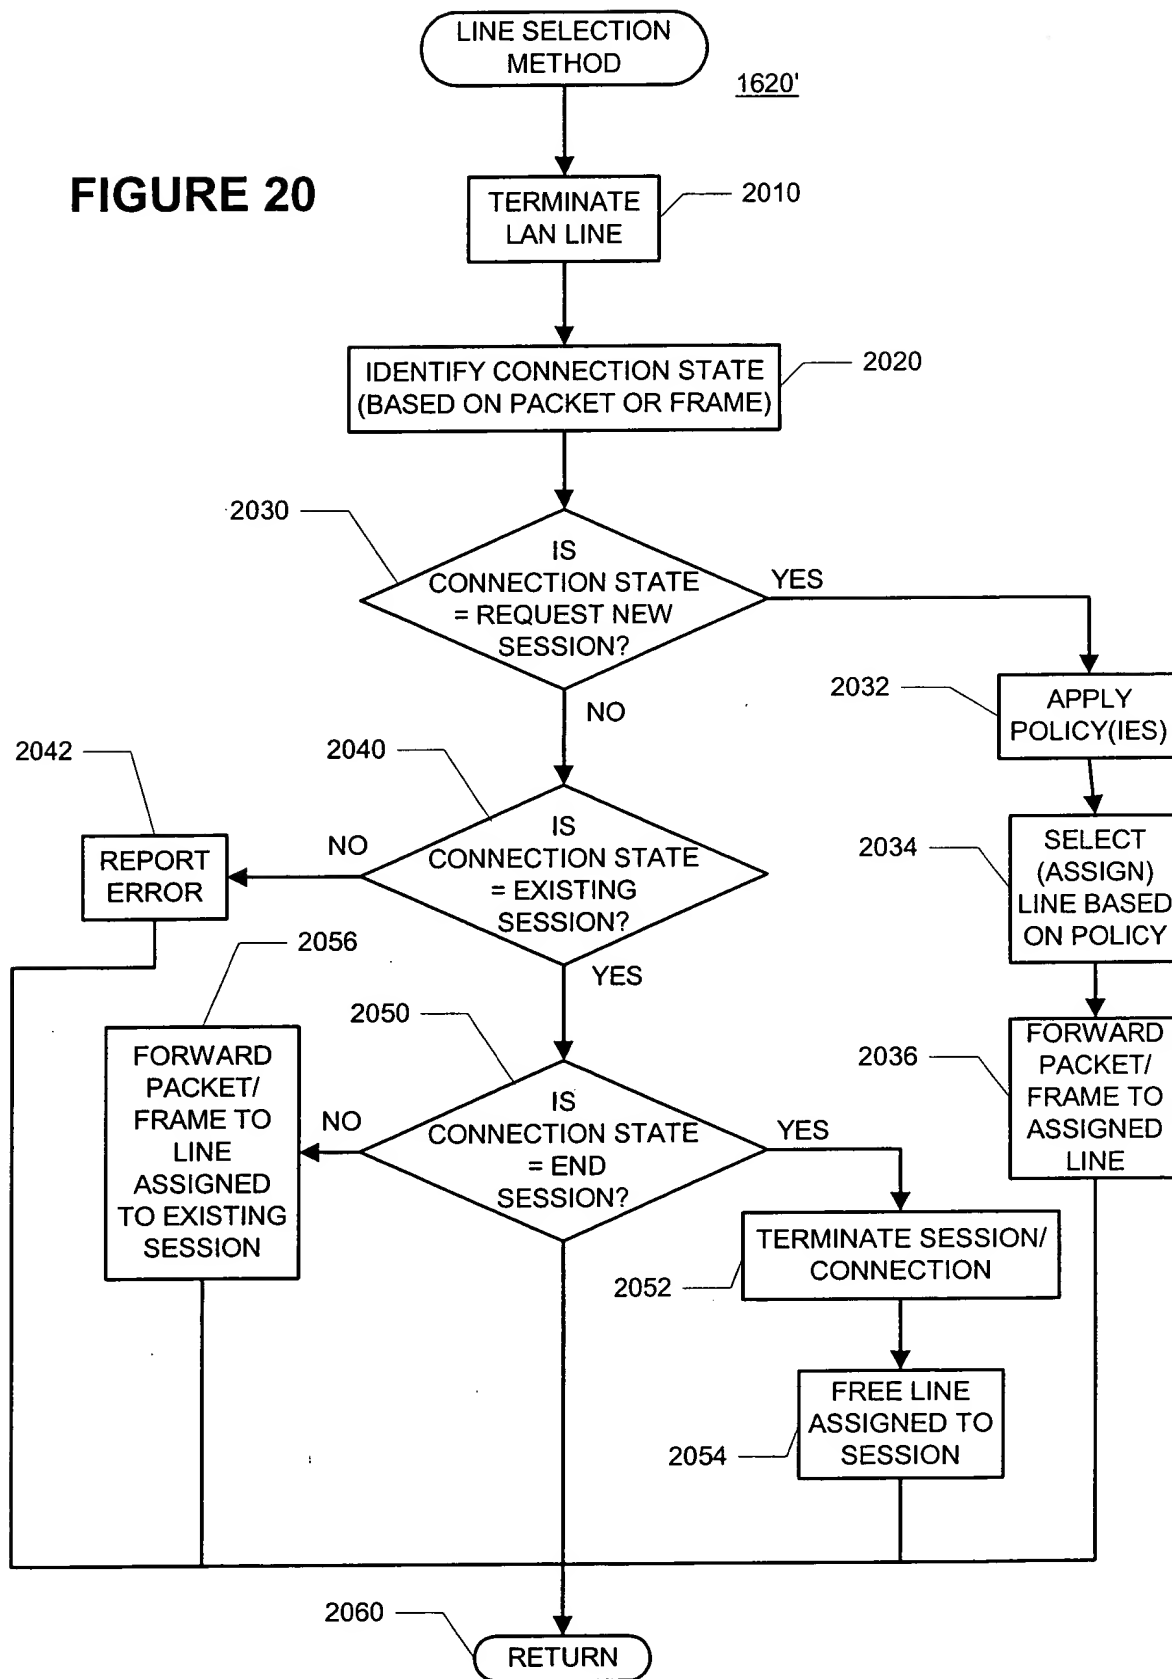 LINE SELECTION
METHOD
1620'
FIGURE 20
TERMINATE
LAN LINE
2010
IDENTIFY CONNECTION STATE
(BASED ON PACKET OR FRAME)
2020
2030
IS
CONNECTION STATE
= REQUEST NEW
SESSION?
YES
NO
2032
APPLY
POLICY(IES)
2042
REPORT
ERROR
NO
2040
IS
CONNECTION STATE
= EXISTING
SESSION?
YES
2034
SELECT
(ASSIGN)
LINE BASED
ON POLICY
2056
FORWARD
PACKET/
FRAME TO
LINE
ASSIGNED
TO EXISTING
SESSION
NO
2050
IS
CONNECTION STATE
= END
SESSION?
YES
2036
FORWARD
PACKET/
FRAME TO
ASSIGNED
LINE
2052
TERMINATE SESSION/
CONNECTION
2054
FREE LINE
ASSIGNED TO
SESSION
2060
RETURN